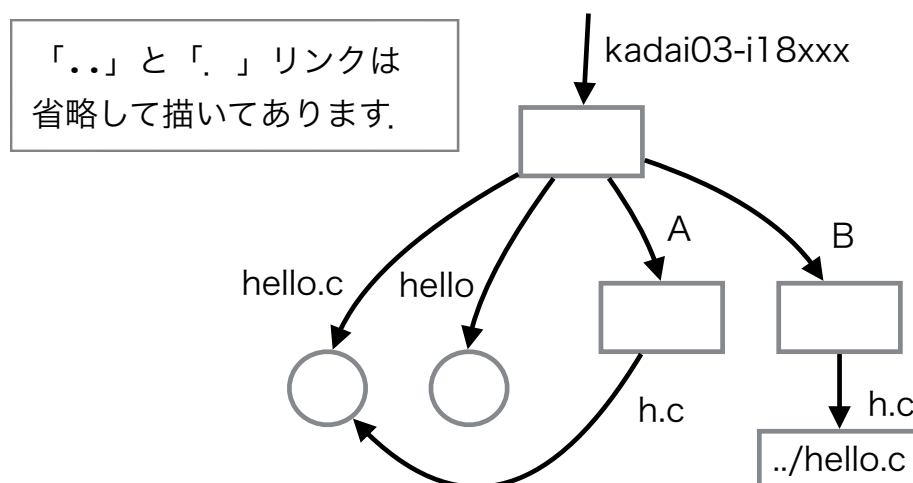 「..」と「. 」リンクは
省略して描いてあります.
kadai03-i18xxx
A
B
hello.c
hello
h.c
h.c
../hello.c